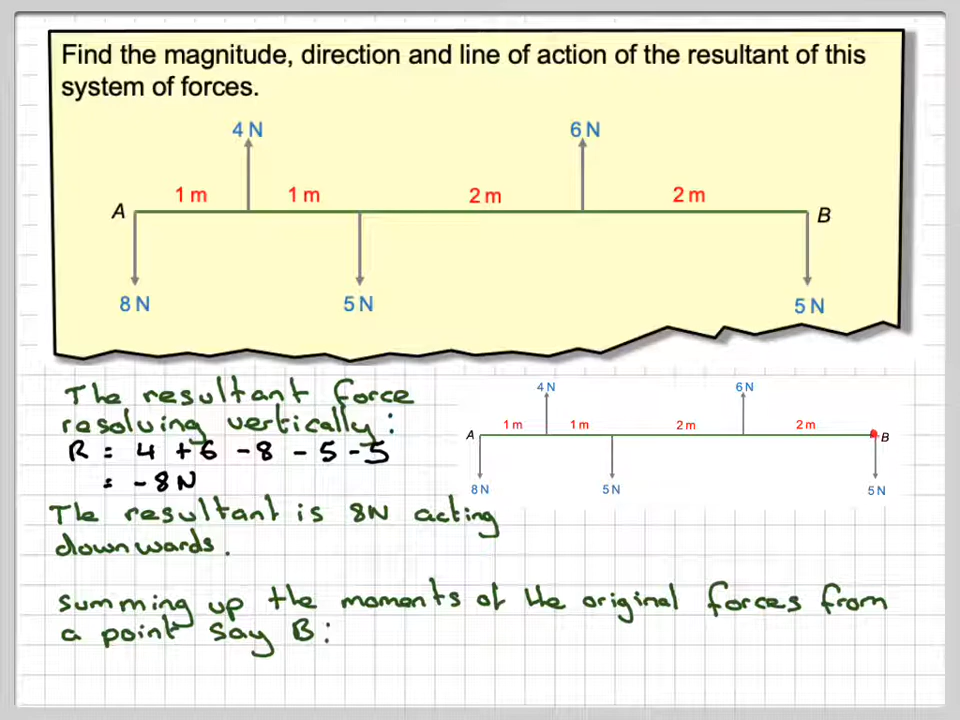 Find the magnitude, direction and line of action of the resultant of this
system of forces.
4 N 6 N
1 m 1 m 2 m 2 m
A B
8 N 5 N 5 N
The resultant force
resolving vertically:
R = 4 + 6 - 8 - 5 - 5
= - 8 N
The resultant is 8N acting
downwards.
4 N 6 N
1 m 1 m 2 m 2 m
A B
8 N 5 N 5 N
summing up the moments of the original forces from
a point say B: